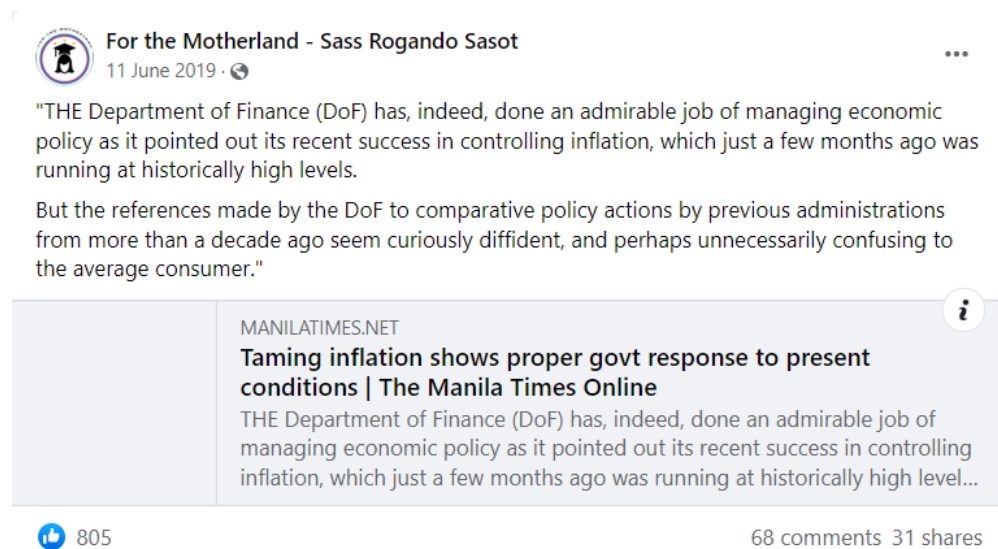 For the Motherland - Sass Rogando Sasot
11 June 2019 ·
"THE Department of Finance (DoF) has, indeed, done an admirable job of managing economic
policy as it pointed out its recent success in controlling inflation, which just a few months ago was
running at historically high levels.
But the references made by the DoF to comparative policy actions by previous administrations
from more than a decade ago seem curiously diffident, and perhaps unnecessarily confusing to
the average consumer."
MANILATIMES.NET
Taming inflation shows proper govt response to present
conditions | The Manila Times Online
THE Department of Finance (DoF) has, indeed, done an admirable job of
managing economic policy as it pointed out its recent success in controlling
inflation, which just a few months ago was running at historically high level...
805
68 comments 31 shares